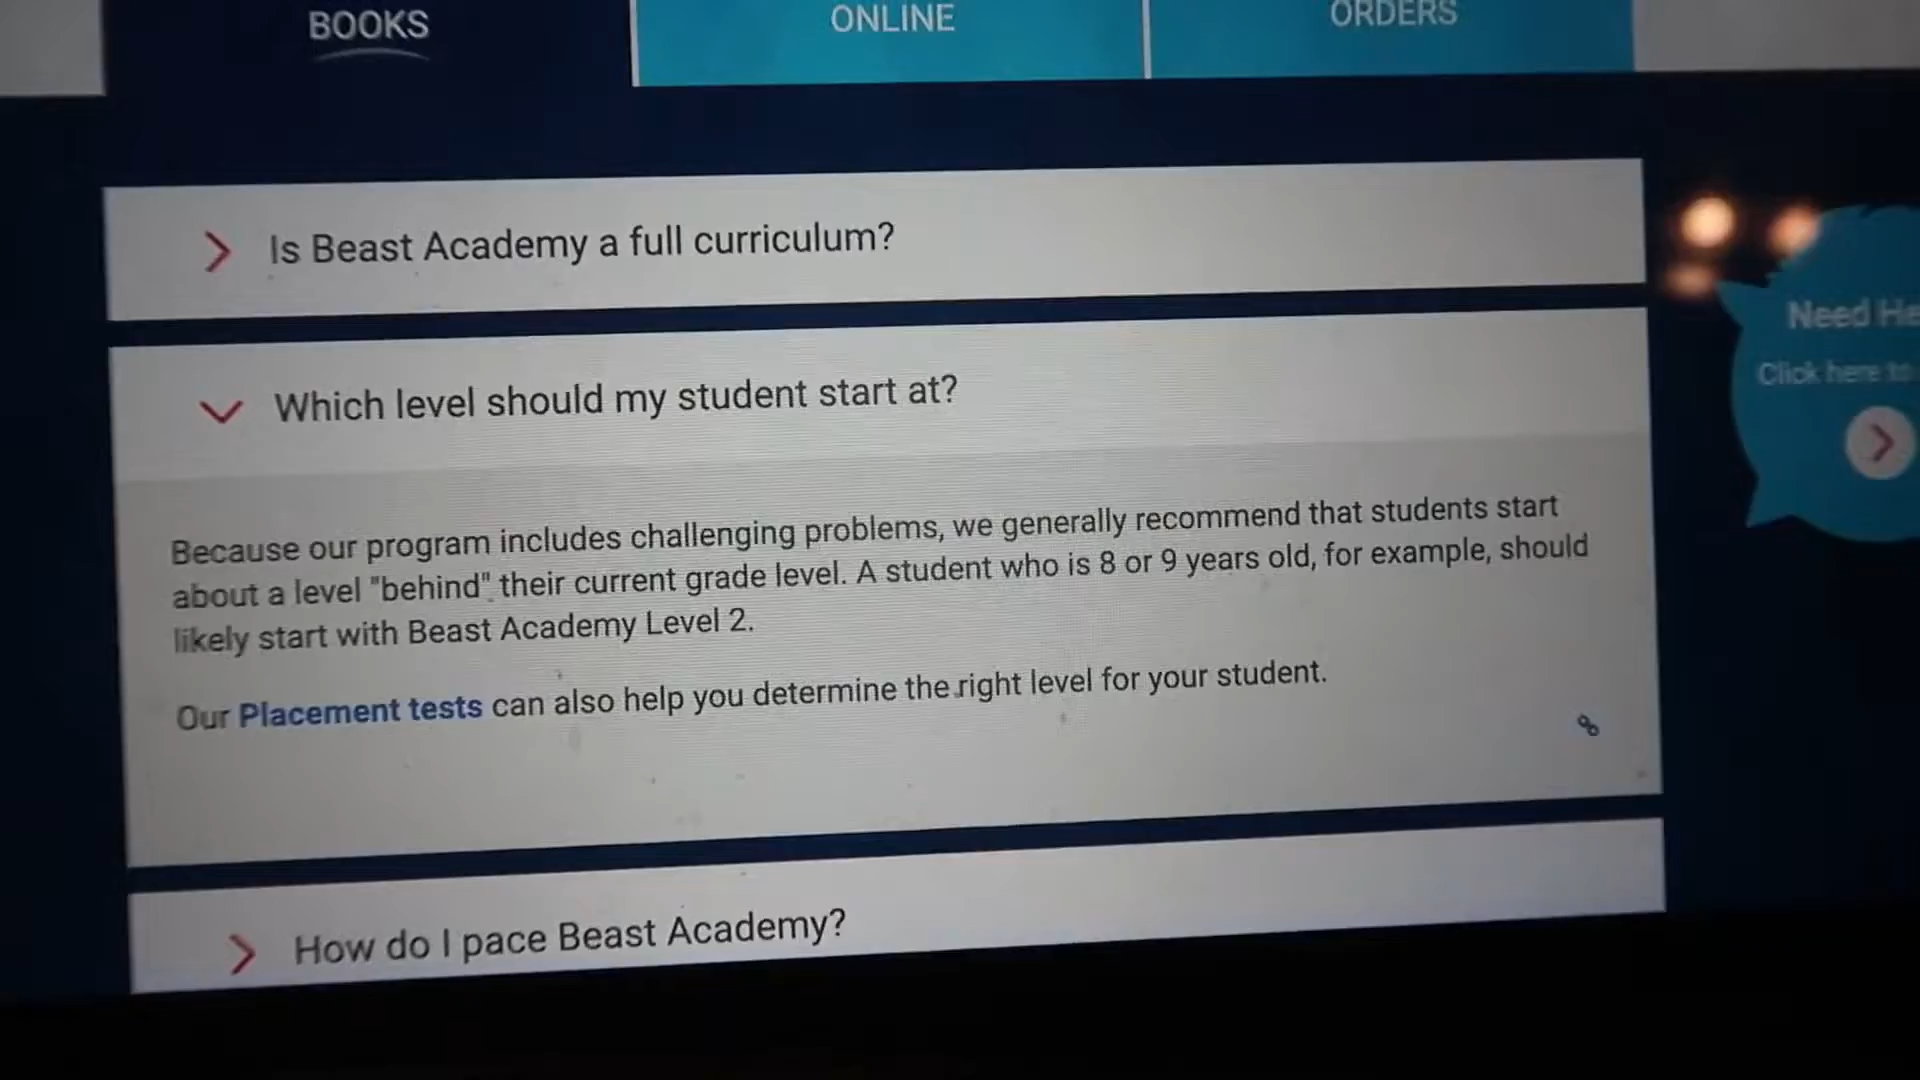 BOOKS
ONLINE
ORDERS
Is Beast Academy a full curriculum?
Which level should my student start at?
Because our program includes challenging problems, we generally recommend that students start
about a level "behind" their current grade level. A student who is 8 or 9 years old, for example, should
likely start with Beast Academy Level 2.
Our Placement tests can also help you determine the right level for your student.
How do I pace Beast Academy?
Need
Click here to